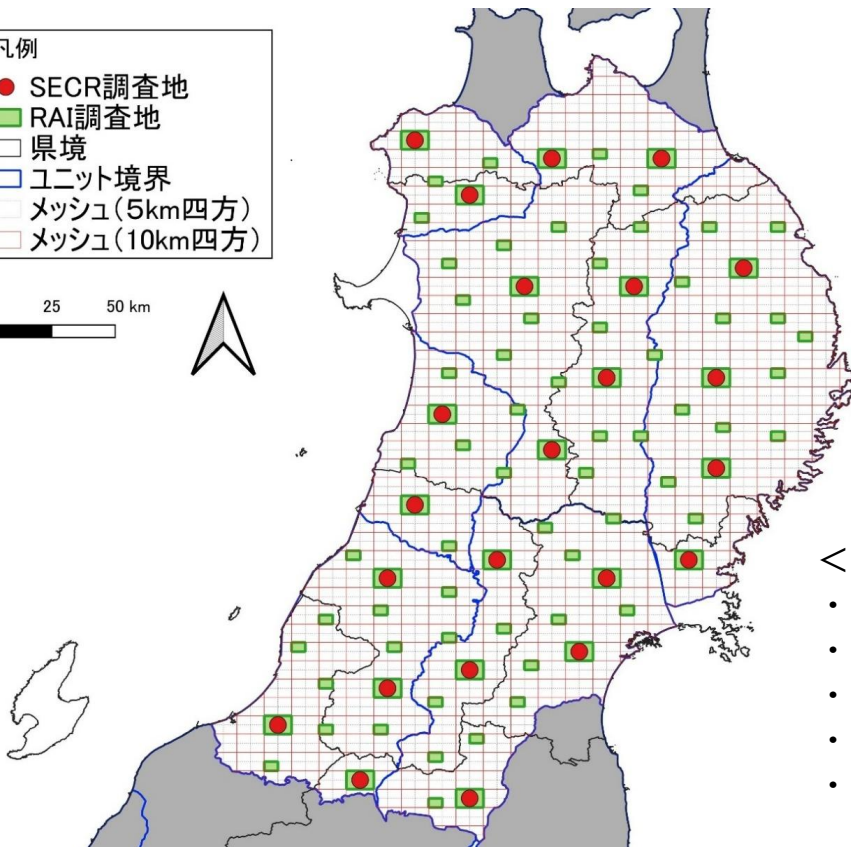 凡例
SECR調査地
RAI調査地
県境
ユニット境界
メッシュ(5km四方)
メッシュ(10km四方)
25 50 km
<
・
・
・
・
・